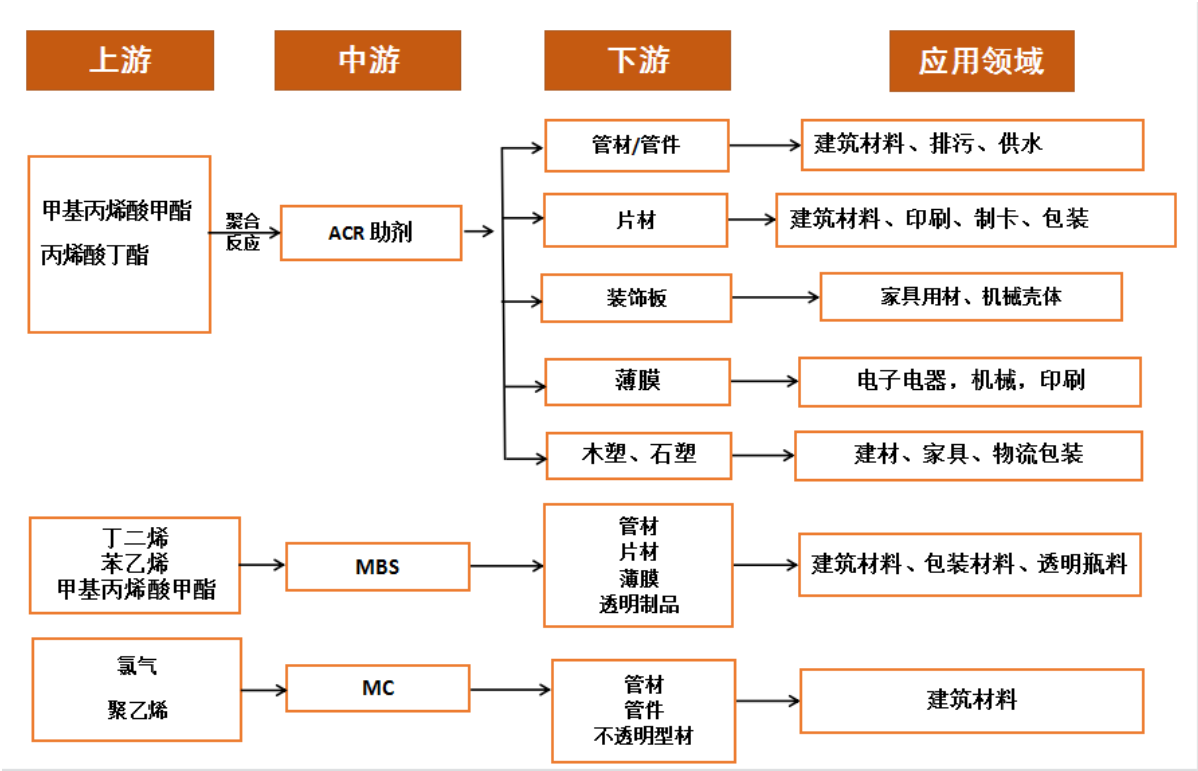 上游
中游
下游
应用领域
甲基丙烯酸甲酯
丙烯酸丁酯
聚合
反应
ACR 助剂
管材/管件
建筑材料、排污、供水
片材
建筑材料、印刷、制卡、包装
装饰板
家具用材、机械壳体
薄膜
电子电器，机械，印刷
木塑、石塑
建材、家具、物流包装
丁二烯
苯乙烯
甲基丙烯酸甲酯
MBS
管材
片材
薄膜
透明制品
建筑材料、包装材料、透明瓶料
氯气
聚乙烯
MC
管材
管件
不透明型材
建筑材料